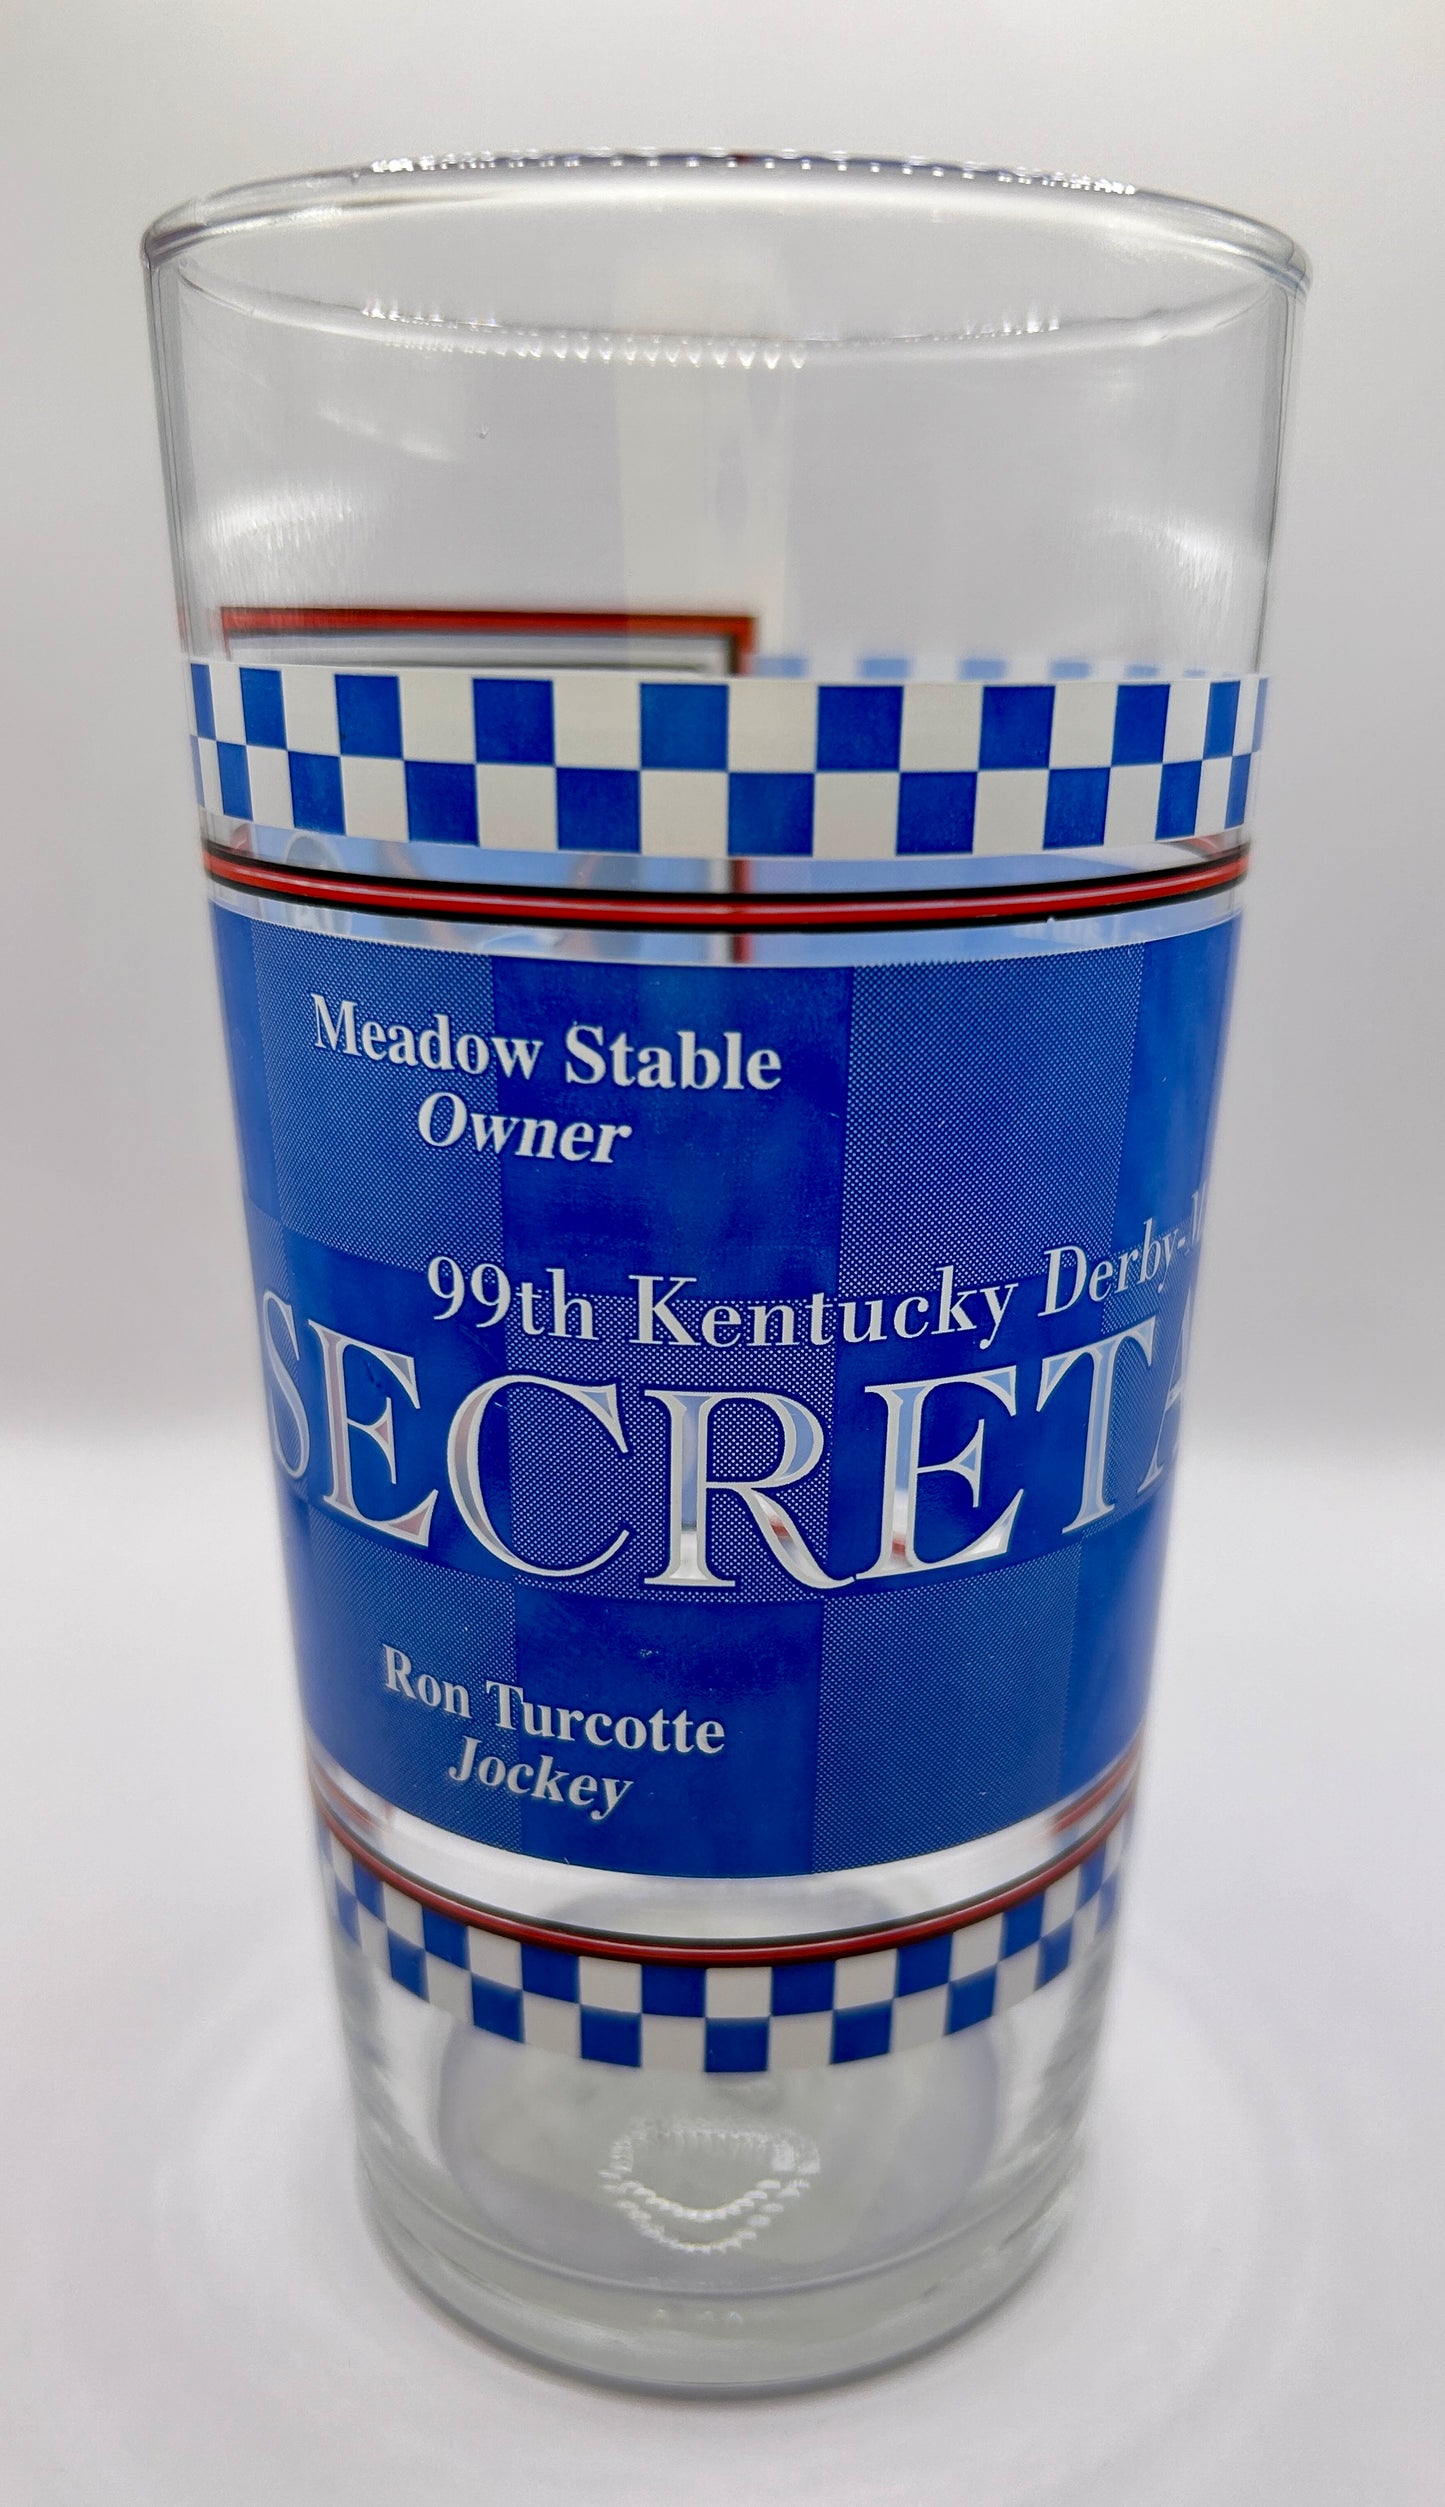 Meadow Stable
Owner
99th Kentucky Derby-
SECRETA
Ron Turcotte
Jockey